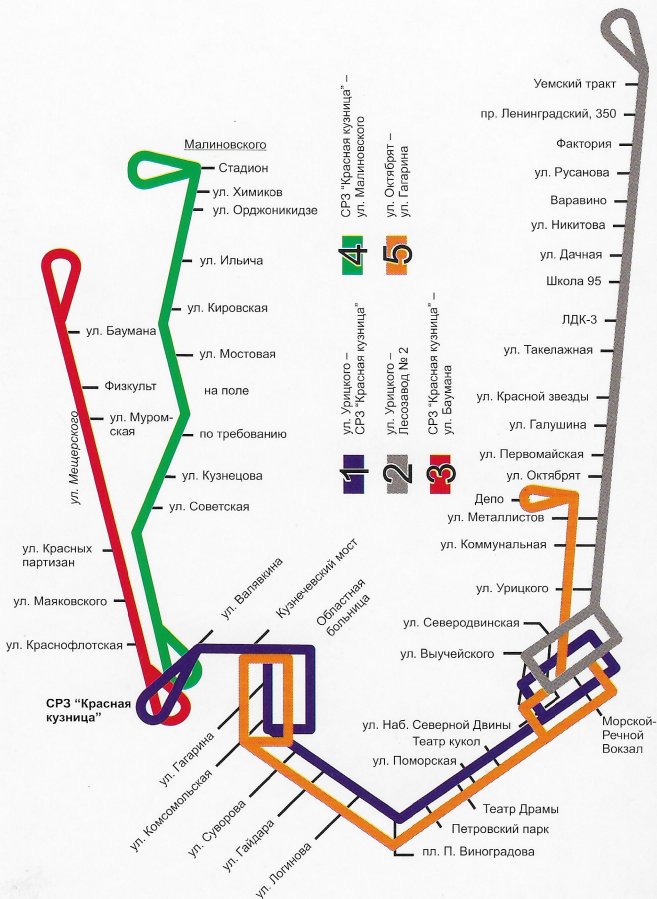 Малиновского
Стадион
ул. Химиков
ул. Орджоникидзе
ул. Ильича
ул. Кировская
ул. Мостовая
на поле
по требованию
ул. Кузнецова
ул. Советская
ул. Баумана
Физкульт
ул. Муром-
ская
ул. Мещерского
ул. Красных
партизан
ул. Маяковского
ул. Краснофлотская
СРЗ "Красная
кузница"
4
СРЗ "Красная кузница" –
ул. Малиновского
5
ул. Октябрят –
ул. Гагарина
1
ул. Урицкого –
СРЗ "Красная кузница"
2
ул. Урицкого –
Лесозавод № 2
3
СРЗ "Красная кузница" –
ул. Баумана
Уемский тракт
пр. Ленинградский, 350
Фактория
ул. Русанова
Варавино
ул. Никитова
ул. Дачная
Школа 95
ЛДК-3
ул. Такелажная
ул. Красной звезды
ул. Галушина
ул. Первомайская
ул. Октябрят
Депо
ул. Металлистов
ул. Коммунальная
ул. Урицкого
ул. Северодвинская
ул. Выучейского
ул. Валявкина
Кузнечевский мост
Областная
больница
ул. Гагарина
ул. Комсомольская
ул. Суворова
ул. Гайдара
ул. Логинова
ул. Наб. Северной Двины
Театр кукол
ул. Поморская
Морской-
Речной
Вокзал
Театр Драмы
Петровский парк
пл. П. Виноградова